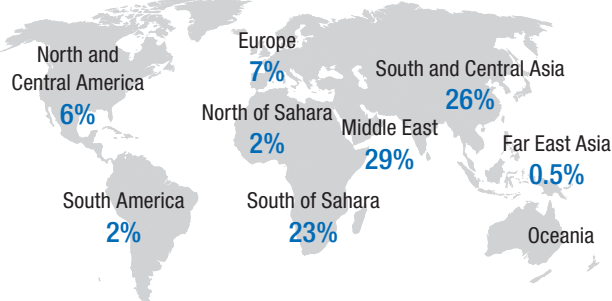 North and
Central America
6%
Europe
7%
South and Central Asia
26%
North of Sahara
2%
Middle East
29%
Far East Asia
0.5%
South America
2%
South of Sahara
23%
Oceania